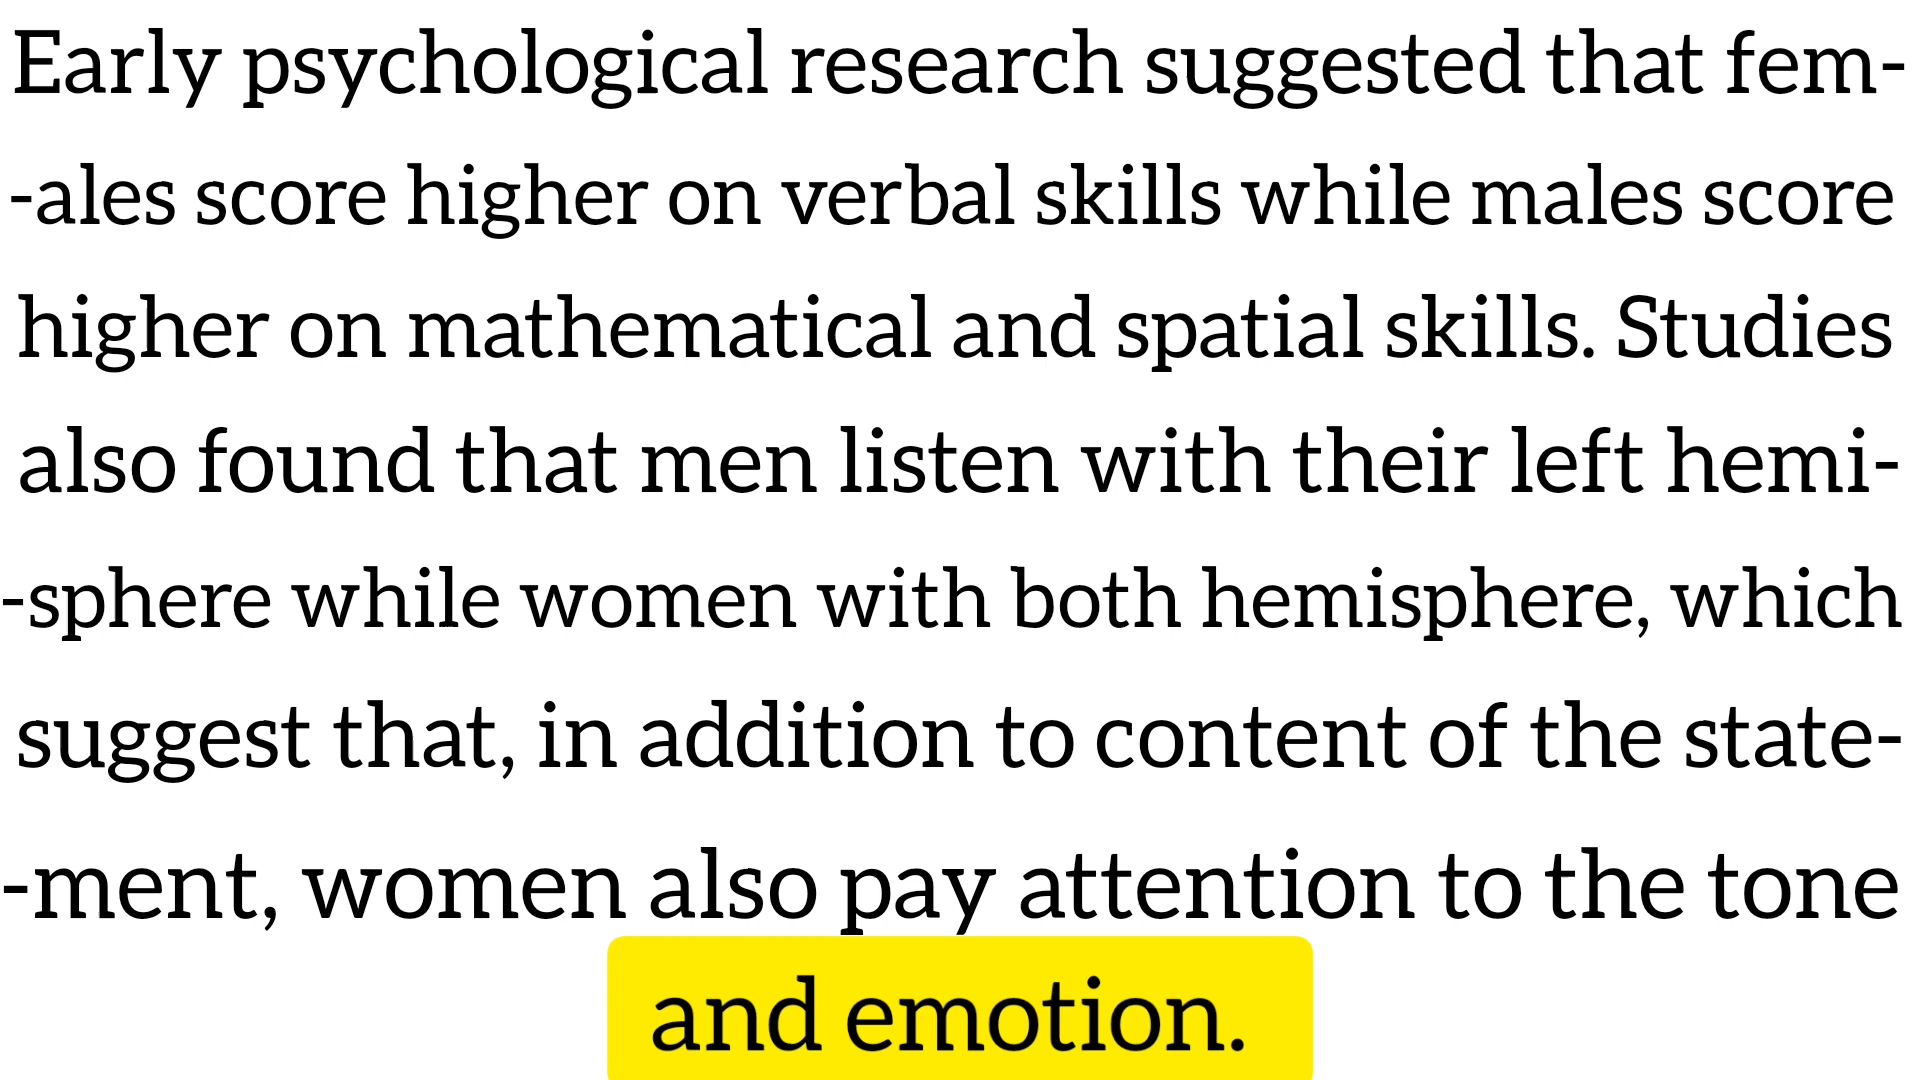 Early psychological research suggested that fem-
-ales score higher on verbal skills while males score
higher on mathematical and spatial skills. Studies
also found that men listen with their left hemi-
-sphere while women with both hemisphere, which
suggest that, in addition to content of the state-
-ment, women also pay attention to the tone
and emotion.